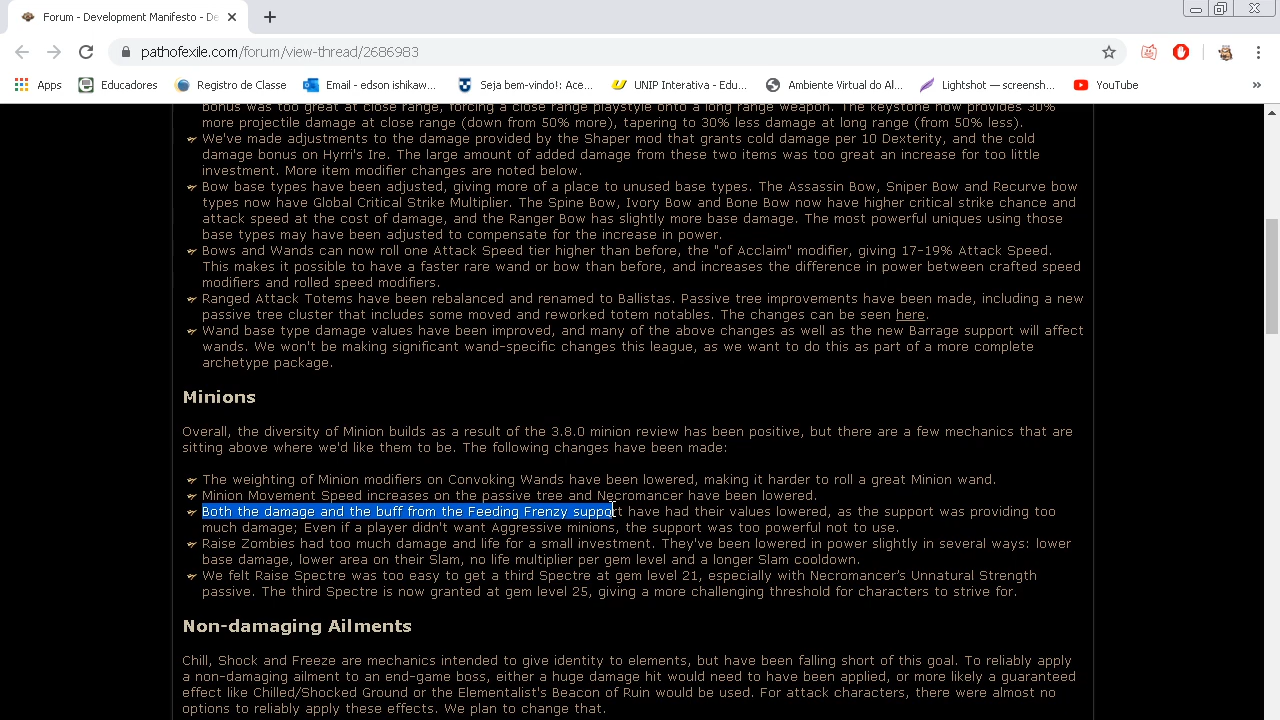 Forum - Development Manifesto - De
pathofexile.com/forum/view-thread/2686983
Apps
Educadores
Registro de Classe
Email - edson ishikaw...
Seja bem-vindo!: Ace...
UNIP Interativa - Edu...
Ambiente Virtual do Al...
Lightshot — screensh...
YouTube
»
bonus was too great at close range, forcing a close range playstyle onto a long range weapon. The keystone now provides 30%
more projectile damage at close range (down from 50% more), tapering to 30% less damage at long range (from 50% less).
We've made adjustments to the damage provided by the Shaper mod that grants cold damage per 10 Dexterity, and the cold
damage bonus on Hyrri's Ire. The large amount of added damage from these two items was too great an increase for too little
investment. More item modifier changes are noted below.
Bow base types have been adjusted, giving more of a place to unused base types. The Assassin Bow, Sniper Bow and Recurve bow
types now have Global Critical Strike Multiplier. The Spine Bow, Ivory Bow and Bone Bow now have higher critical strike chance and
attack speed at the cost of damage, and the Ranger Bow has slightly more base damage. The most powerful uniques using those
base types may have been adjusted to compensate for the increase in power.
Bows and Wands can now roll one Attack Speed tier higher than before, the "of Acclaim" modifier, giving 17-19% Attack Speed.
This makes it possible to have a faster rare wand or bow than before, and increases the difference in power between crafted speed
modifiers and rolled speed modifiers.
Ranged Attack Totems have been rebalanced and renamed to Ballistas. Passive tree improvements have been made, including a new
passive tree cluster that includes some moved and reworked totem notables. The changes can be seen here.
Wand base type damage values have been improved, and many of the above changes as well as the new Barrage support will affect
wands. We won't be making significant wand-specific changes this league, as we want to do this as part of a more complete
archetype package.
Minions
Overall, the diversity of Minion builds as a result of the 3.8.0 minion review has been positive, but there are a few mechanics that are
sitting above where we'd like them to be. The following changes have been made:
The weighting of Minion modifiers on Convoking Wands have been lowered, making it harder to roll a great Minion wand.
Minion Movement Speed increases on the passive tree and Necromancer have been lowered.
Both the damage and the buff from the Feeding Frenzy support have had their values lowered, as the support was providing too
much damage; Even if a player didn't want Aggressive minions, the support was too powerful not to use.
Raise Zombies had too much damage and life for a small investment. They've been lowered in power slightly in several ways: lower
base damage, lower area on their Slam, no life multiplier per gem level and a longer Slam cooldown.
We felt Raise Spectre was too easy to get a third Spectre at gem level 21, especially with Necromancer's Unnatural Strength
passive. The third Spectre is now granted at gem level 25, giving a more challenging threshold for characters to strive for.
Non-damaging Ailments
Chill, Shock and Freeze are mechanics intended to give identity to elements, but have been falling short of this goal. To reliably apply
a non-damaging ailment to an end-game boss, either a huge damage hit would need to have been applied, or more likely a guaranteed
effect like Chilled/Shocked Ground or the Elementalist's Beacon of Ruin would be used. For attack characters, there were almost no
options to reliably apply these effects. We plan to change that.